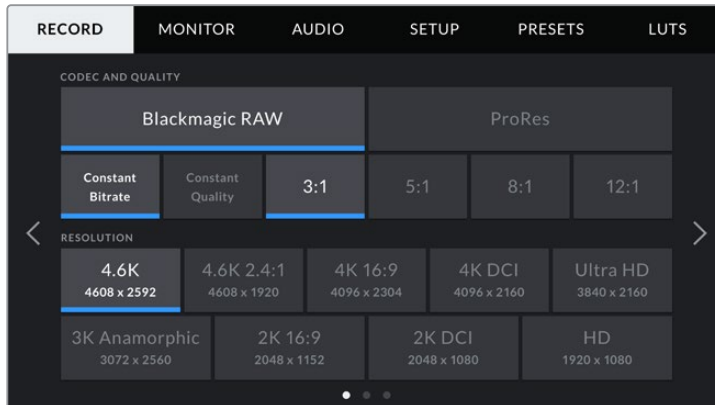 RECORD MONITOR AUDIO SETUP PRESETS LUTS
CODEC AND QUALITY
Blackmagic RAW ProRes
Constant Bitrate Constant Quality 3:1 5:1 8:1 12:1
RESOLUTION
4.6K 4.6K 2.4:1 4K 16:9 4K DCI Ultra HD
4608 x 2592 4608 x 1920 4096 x 2304 4096 x 2160 3840 x 2160
3K Anamorphic 2K 16:9 2K DCI HD
3072 x 2560 2048 x 1152 2048 x 1080 1920 x 1080